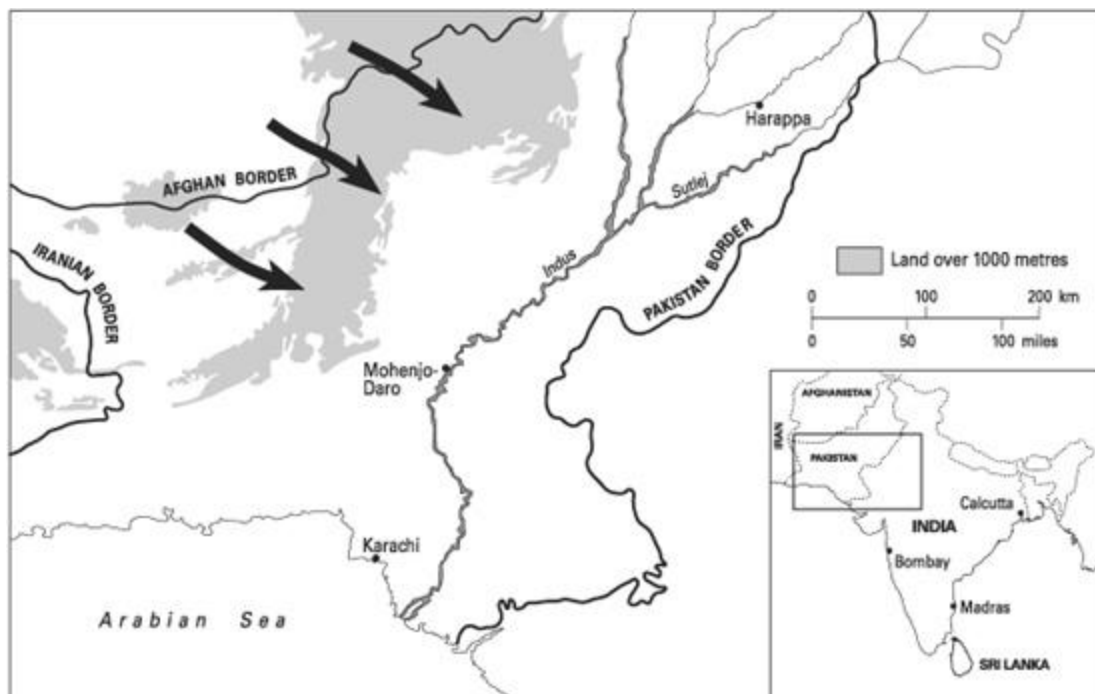 Harappa
AFGHAN BORDER
Sutlej
IRANIAN BORDER
Indus
PAKISTAN BORDER
Land over 1000 metres
0 100 200 km
0 50 100 miles
Mohenjo-
Daro
Karachi
Arabian Sea
AFGHANISTAN
IRAN
PAKISTAN
Calcutta
INDIA
Bombay
Madras
SRI LANKA